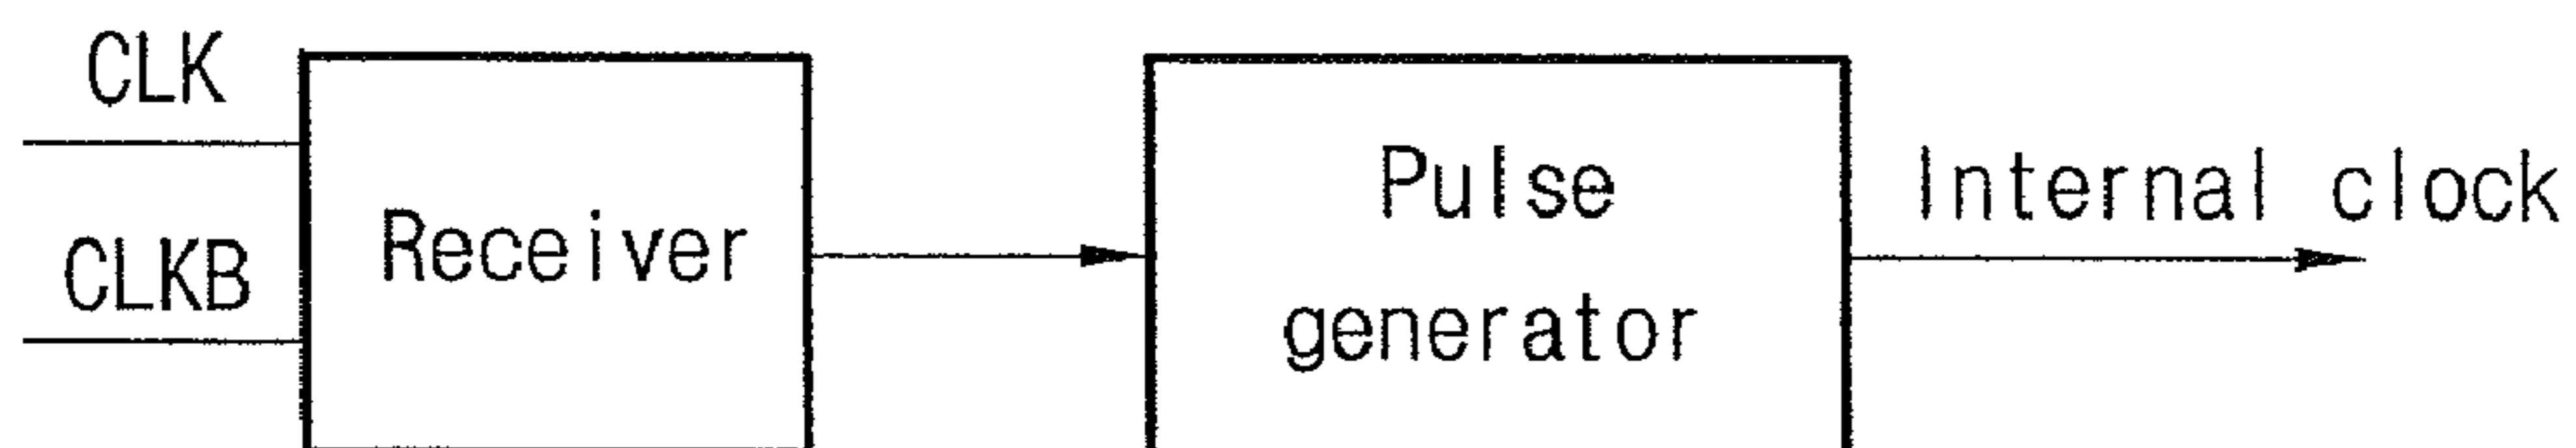 CLK
CLKB
Receiver
Pulse
generator
Internal clock